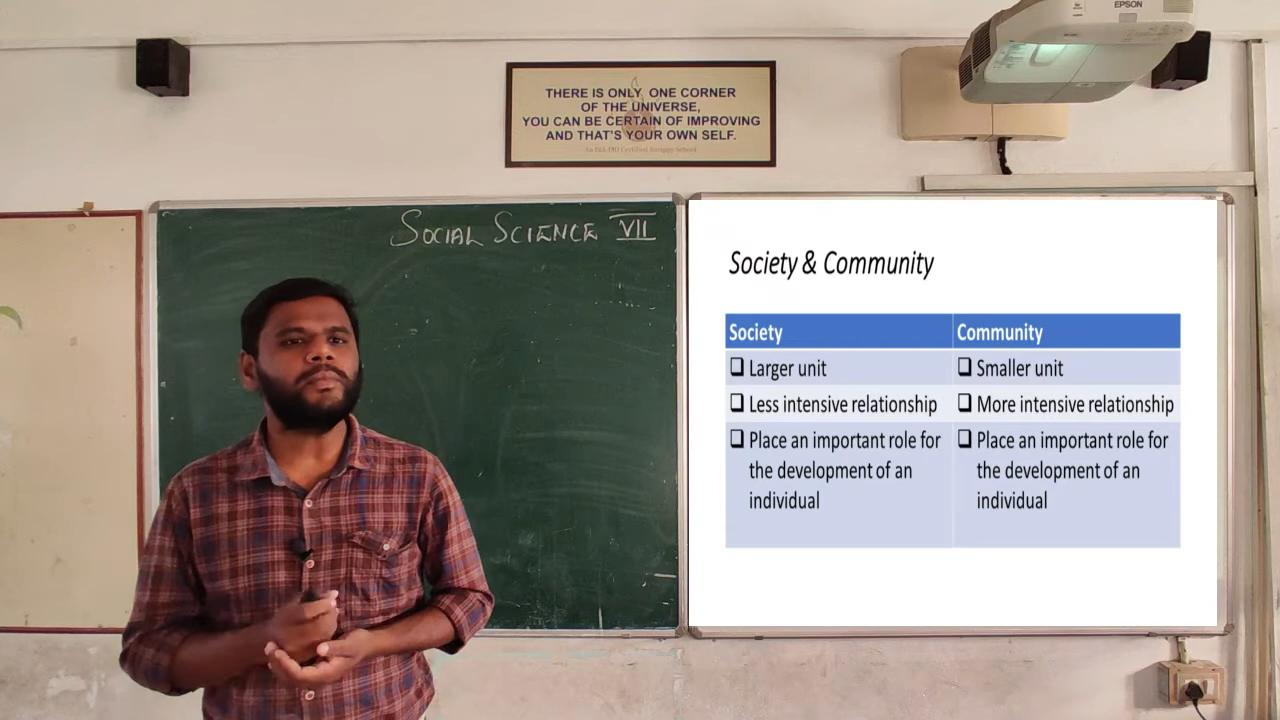 EPSON
THERE IS ONLY ONE CORNER
OF THE UNIVERSE,
YOU CAN BE CERTAIN OF IMPROVING
AND THAT'S YOUR OWN SELF.
SOCIAL SCIENCE VII
Society & Community
Society
Community
Larger unit
Smaller unit
Less intensive relationship
More intensive relationship
Place an important role for
the development of an
individual
Place an important role for
the development of an
individual